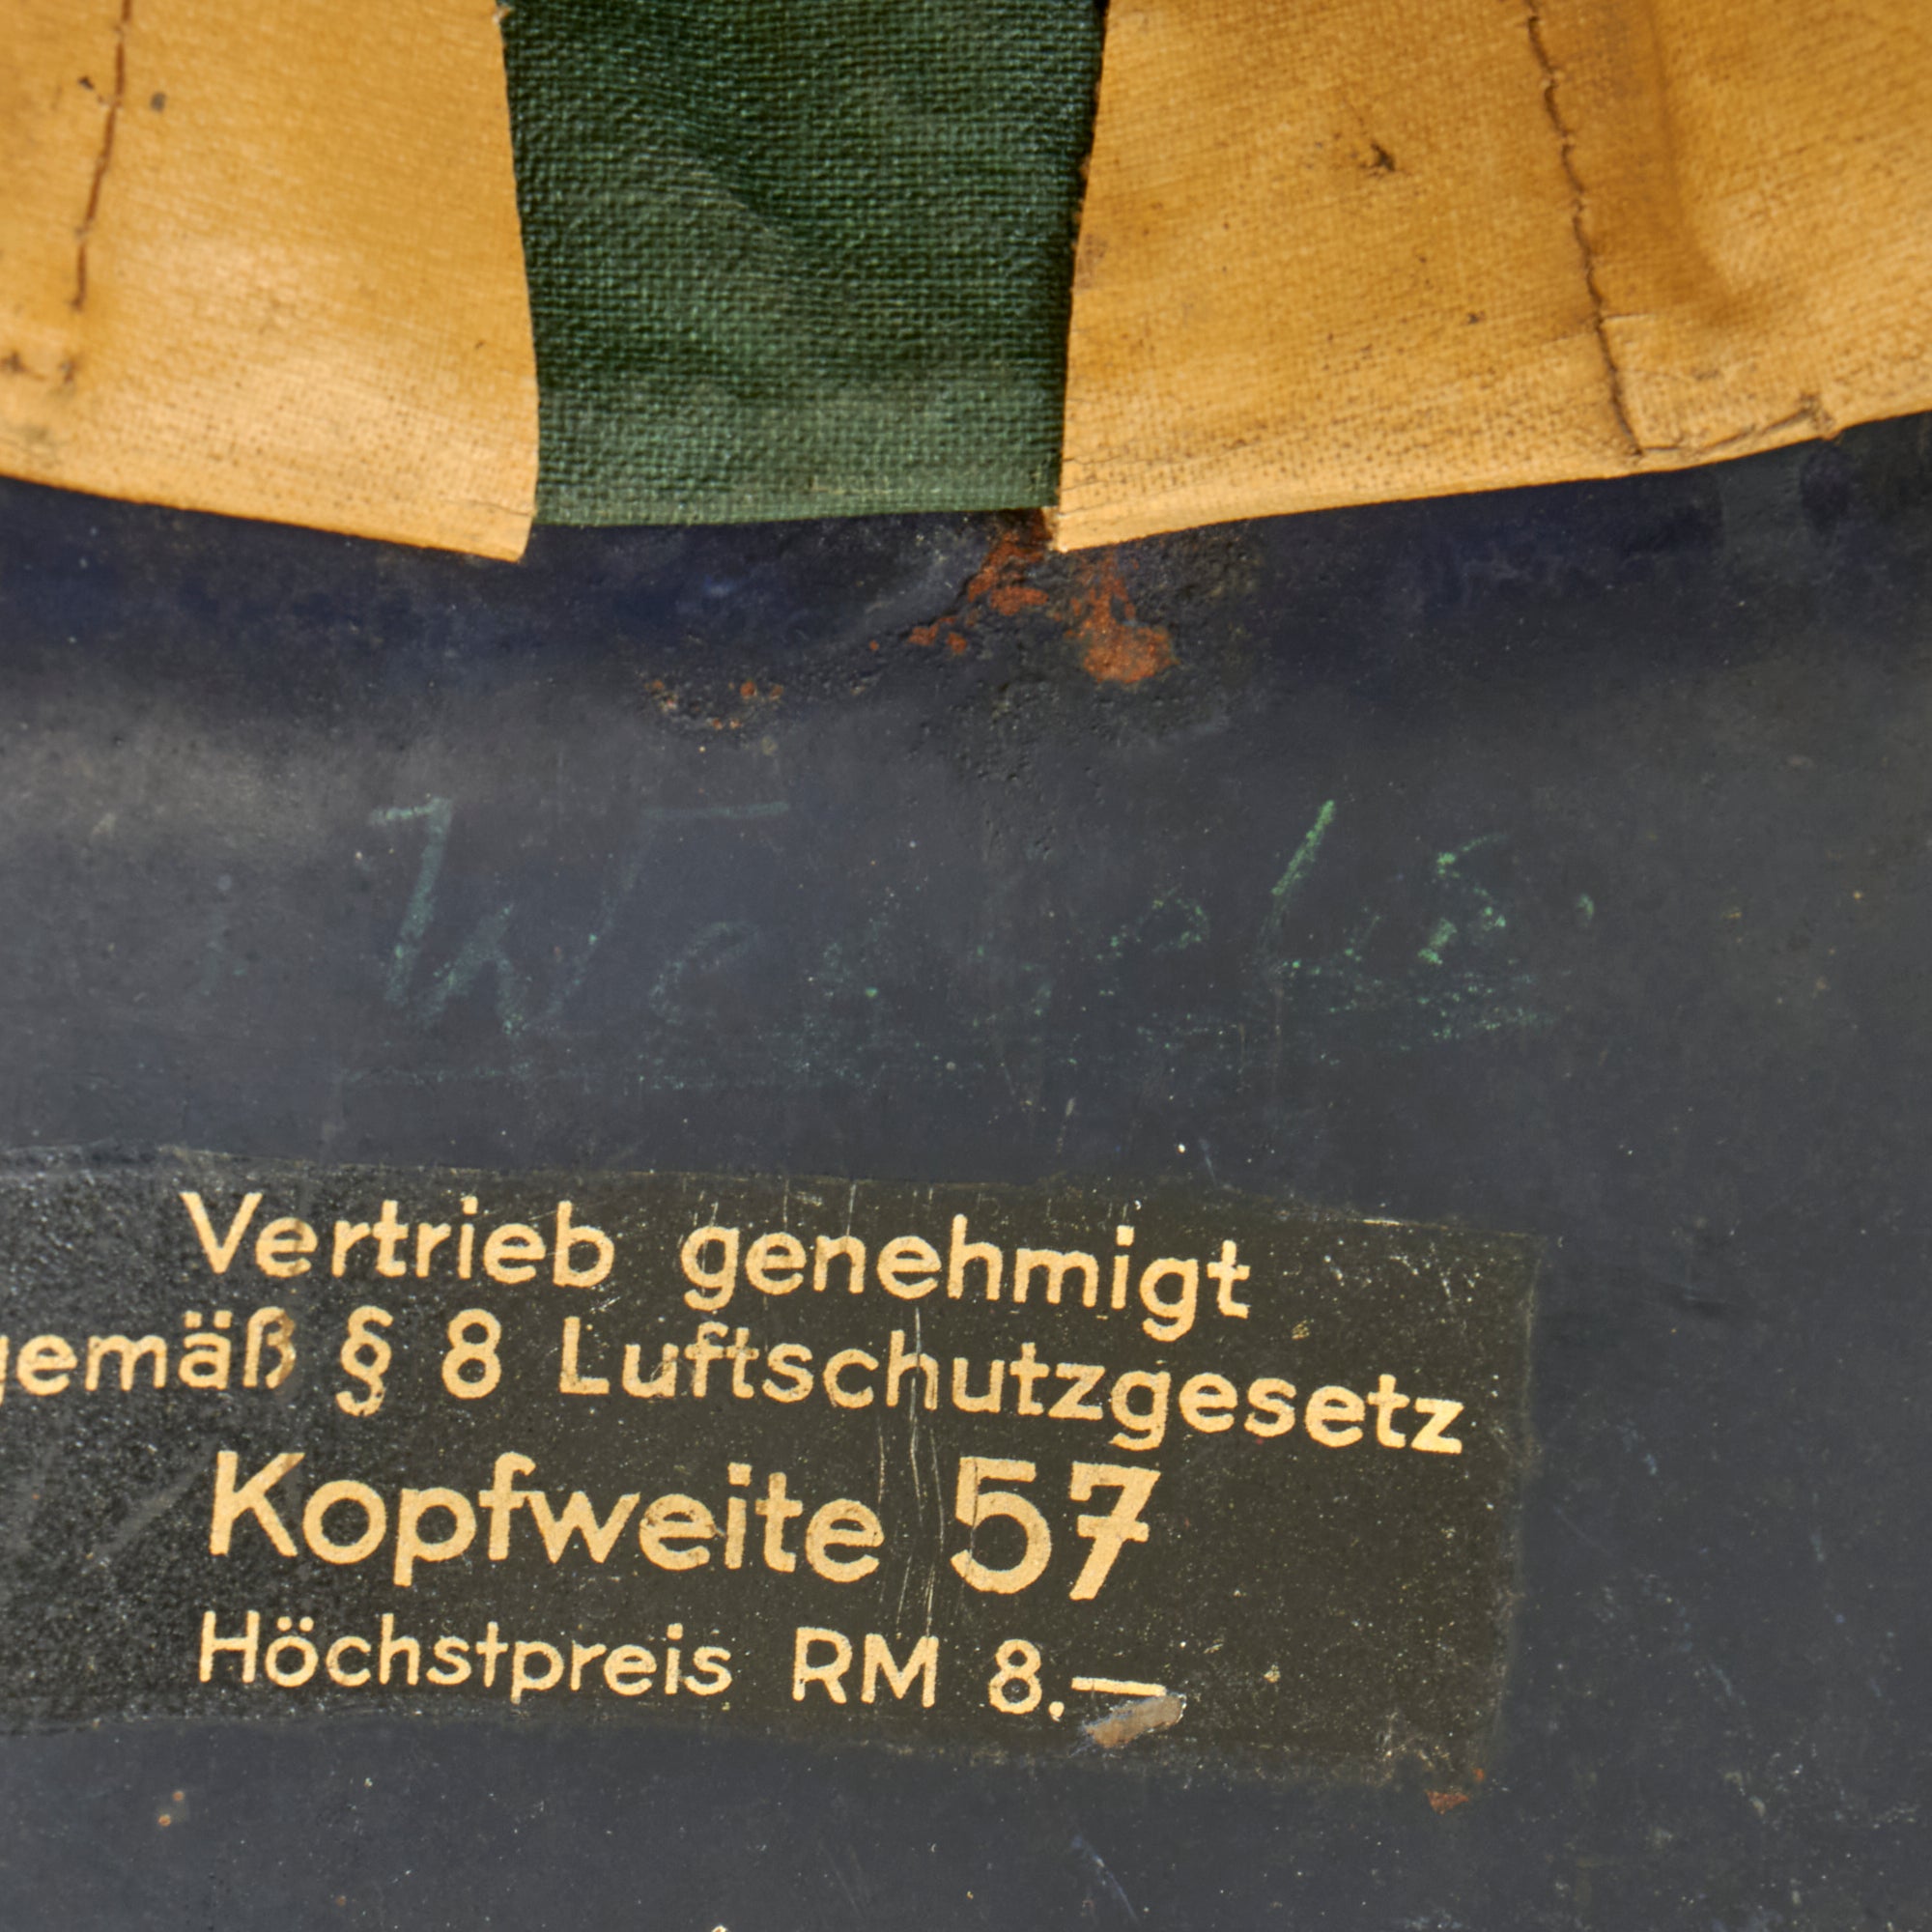 Vertrieb genehmigt
gemäß § 8 Luftschutzgesetz
Kopfweite 57
Höchstpreis RM 8.—